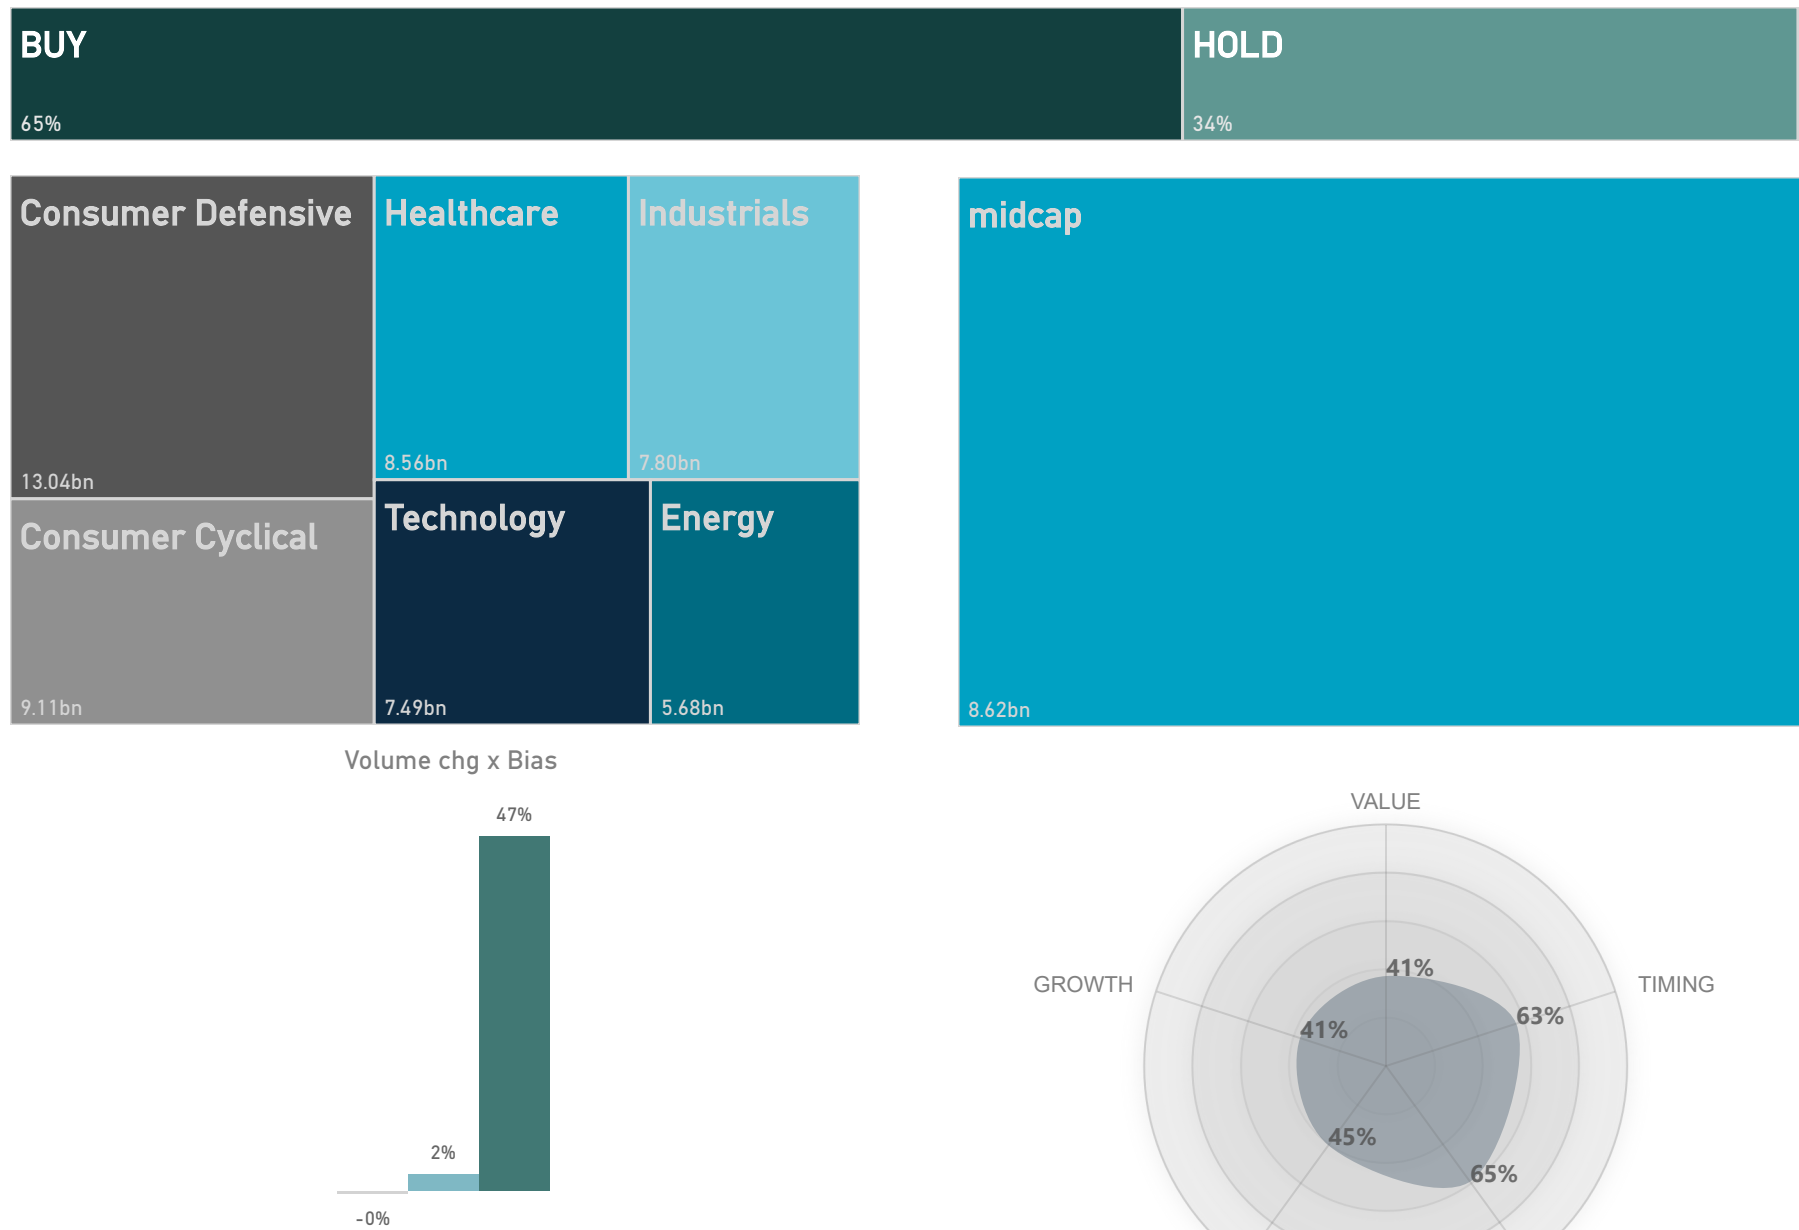 BUY
65%
HOLD
34%
Consumer Defensive
13.04bn
Healthcare
8.56bn
Industrials
7.80bn
Consumer Cyclical
9.11bn
Technology
7.49bn
Energy
5.68bn
midcap
8.62bn
Volume chg x Bias
47%
2%
-0%
VALUE
GROWTH
TIMING
41%
63%
41%
45%
65%